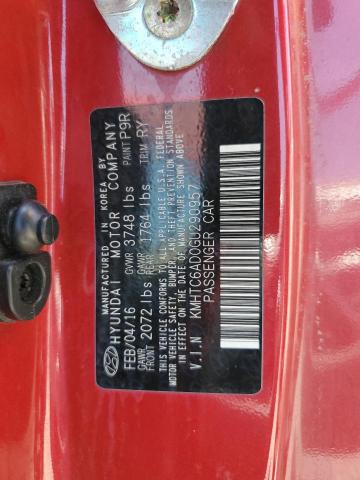 MANUFACTURED IN KOREA
HYUNDAI MOTOR COMPANY
FEB/04/16 GVWR 3748 lbs PAINT P9R
GAWR FRONT 2072 lbs GAWR REAR 1764 lbs TRIM RY
THIS VEHICLE CONFORMS TO ALL APPLICABLE U.S.A. FEDERAL
MOTOR VEHICLE SAFETY, BUMPER, AND THEFT PREVENTION STANDARDS
IN EFFECT ON THE DATE OF MANUFACTURE SHOWN ABOVE.
V.I.N KMHTC6AD0GU290957
PASSENGER CAR